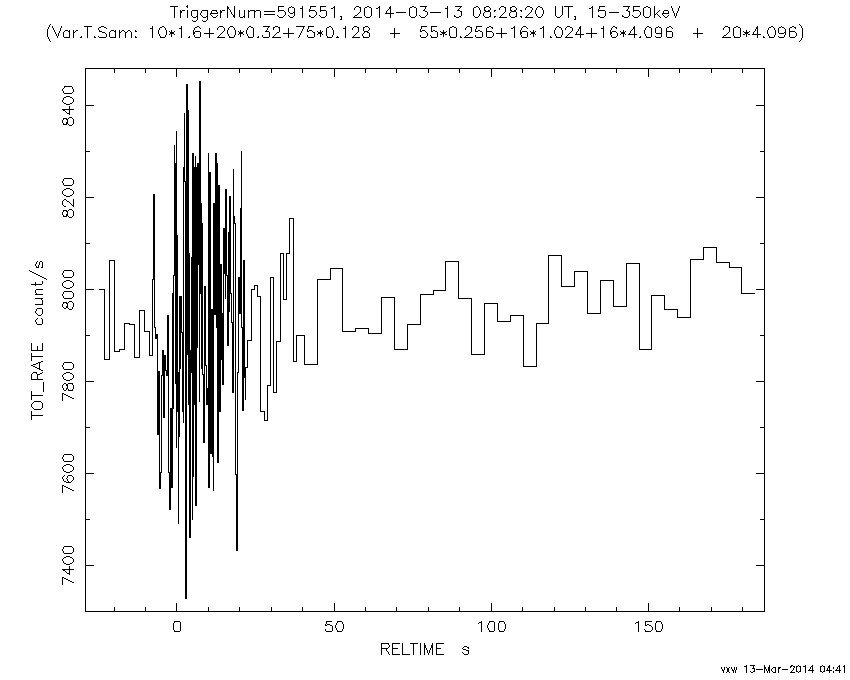 TriggerNum=591551, 2014-03-13 08:28:20 UT, 15-350keV
(Var.T.Sam: 10*1.6+20*0.32+75*0.128 + 55*0.256+16*1.024+16*4.096 + 20*4.096)
TOT_RATE count/s
8400
8200
8000
7800
7600
7400
0 50 100 150
RELTIME s
vxw 13-Mar-2014 04:41